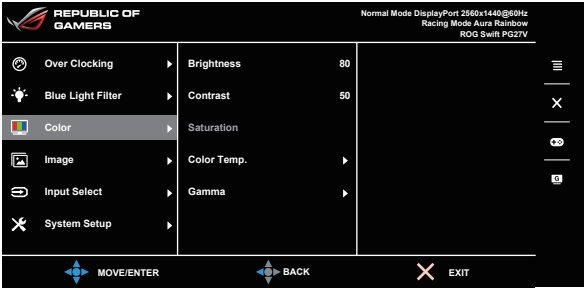 REPUBLIC OF
GAMERS
Normal Mode DisplayPort 2560x1440@60Hz
Racing Mode Aura Rainbow
ROG Swift PG27V
Over Clocking
Brightness 80
Blue Light Filter
Contrast 50
Color
Saturation
Image
Color Temp.
Input Select
Gamma
System Setup
G
MOVE/ENTER
BACK
EXIT